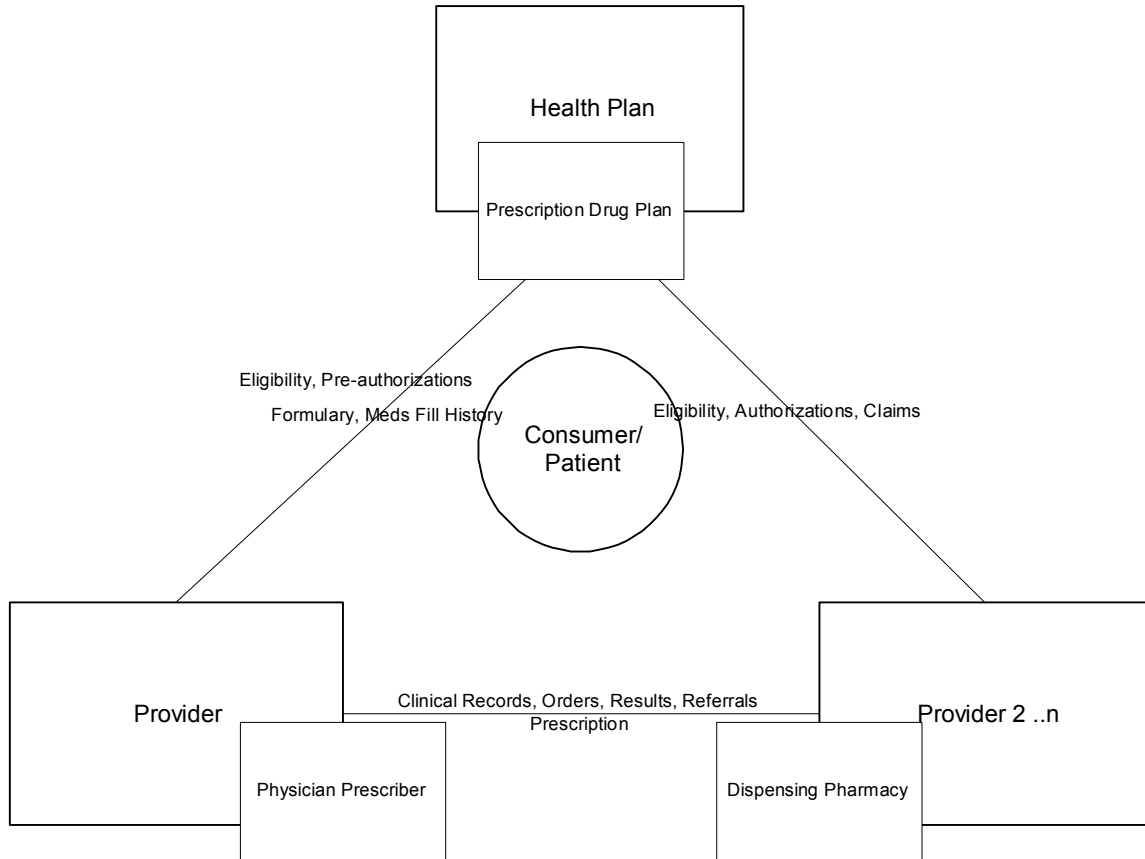 Health Plan
Prescription Drug Plan
Eligibility, Pre-authorizations
Formulary, Meds Fill History
Eligibility, Authorizations, Claims
Consumer/
Patient
Clinical Records, Orders, Results, Referrals
Prescription
Provider
Provider 2 ..n
Physician Prescriber
Dispensing Pharmacy